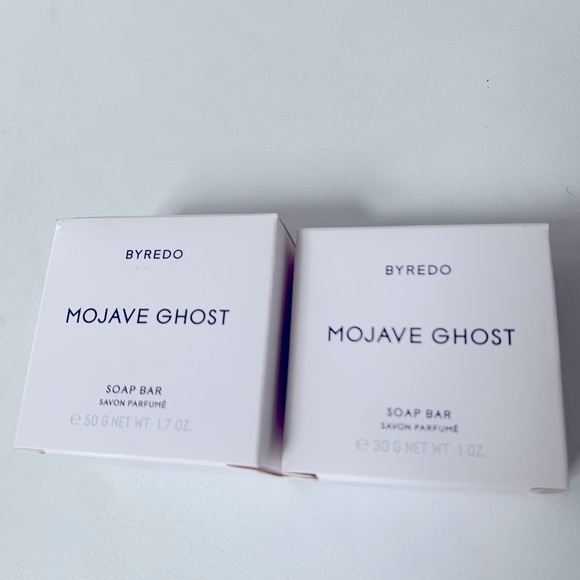 BYREDO
MOJAVE GHOST
SOAP BAR
SAVON PARFUMÉ
℮ 50 G NET WT 1.7 OZ.
BYREDO
MOJAVE GHOST
SOAP BAR
SAVON PARFUMÉ
℮ 30 G NET WT 1 OZ.